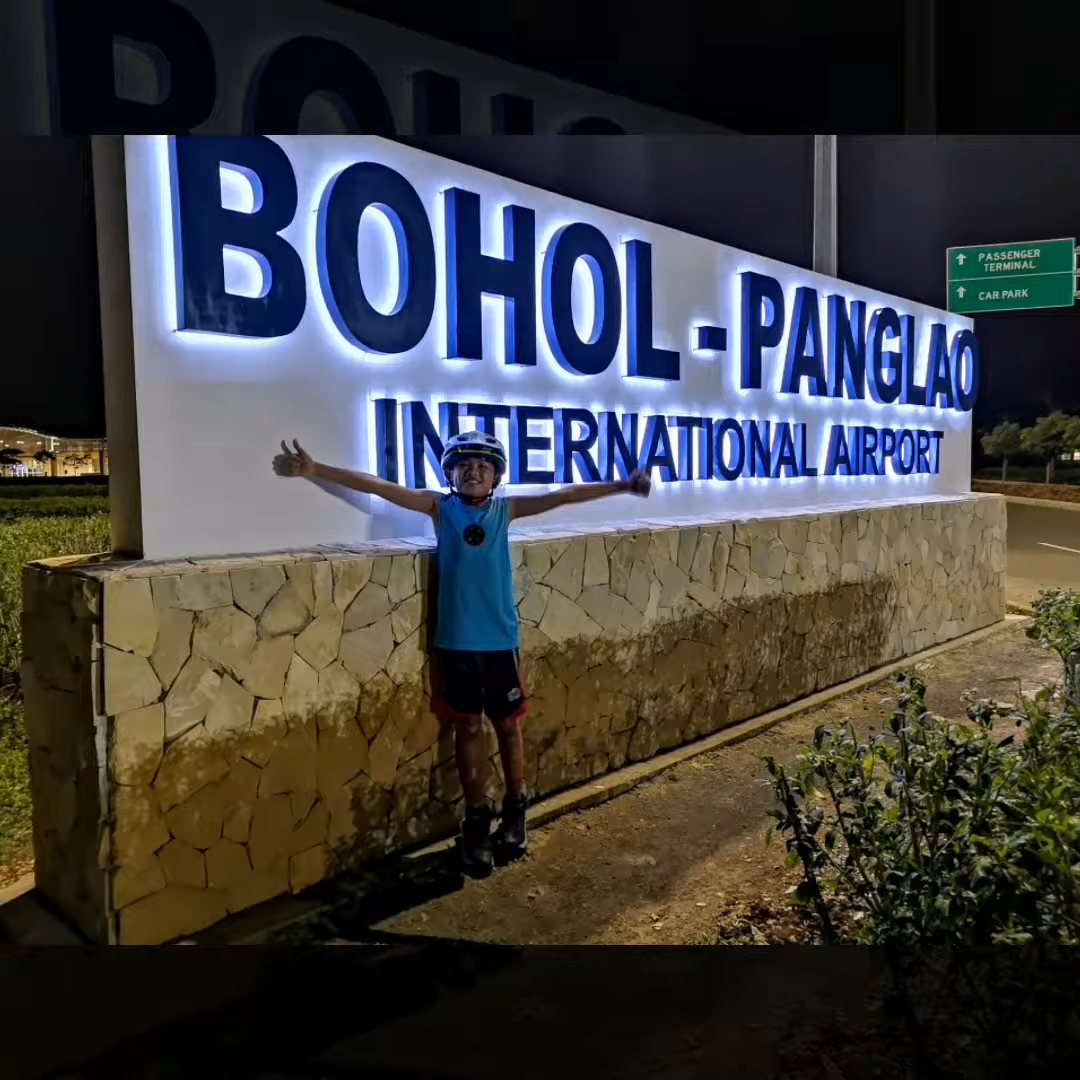 BOHOL - PANGLAO
INTERNATIONAL AIRPORT
PASSENGER
TERMINAL
CAR PARK